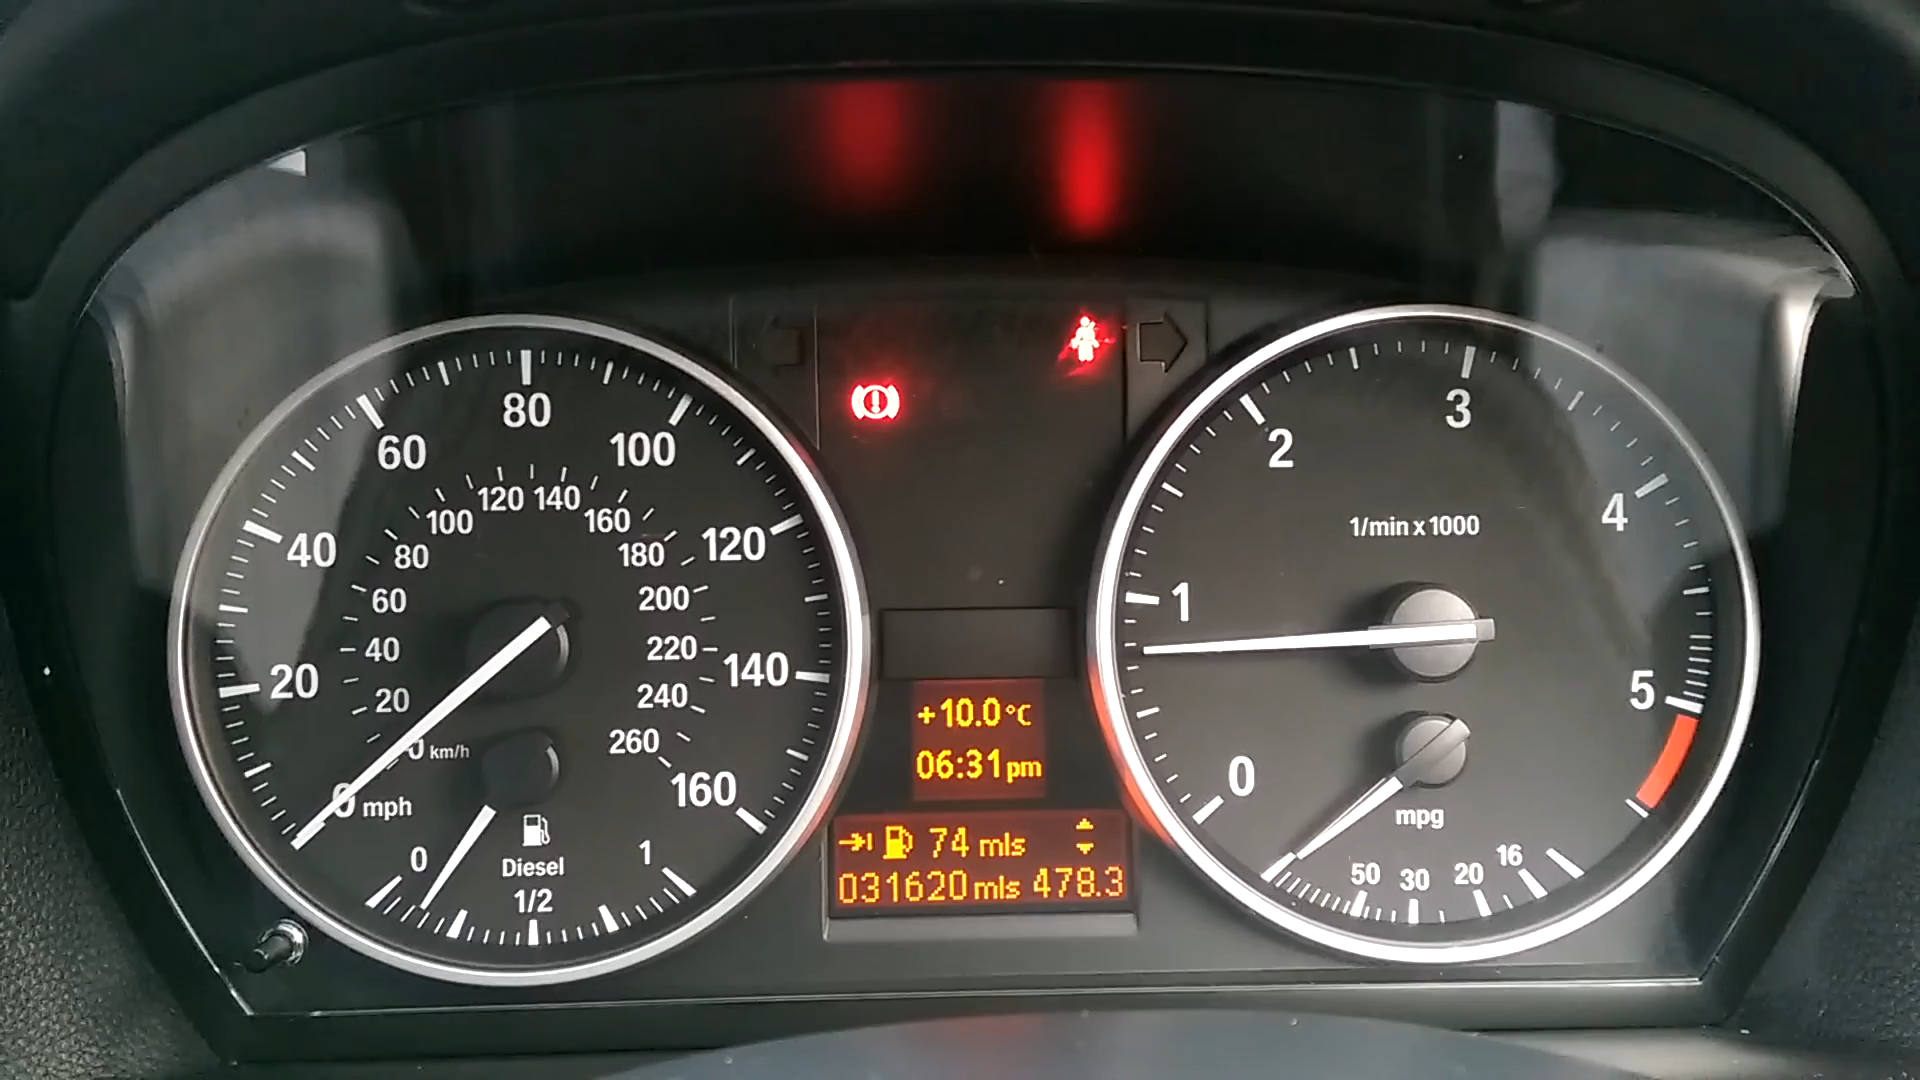 80
60
100
40
120
20
140
0 mph
160
120 140
100
160
80
180
60
200
40
220
20
240
0 km/h
260
0
1
Diesel
1/2
+10.0°C
06:31pm
74 mls
031620mls 478.3
3
2
4
1/min x 1000
1
5
0
mpg
50 30 20 16